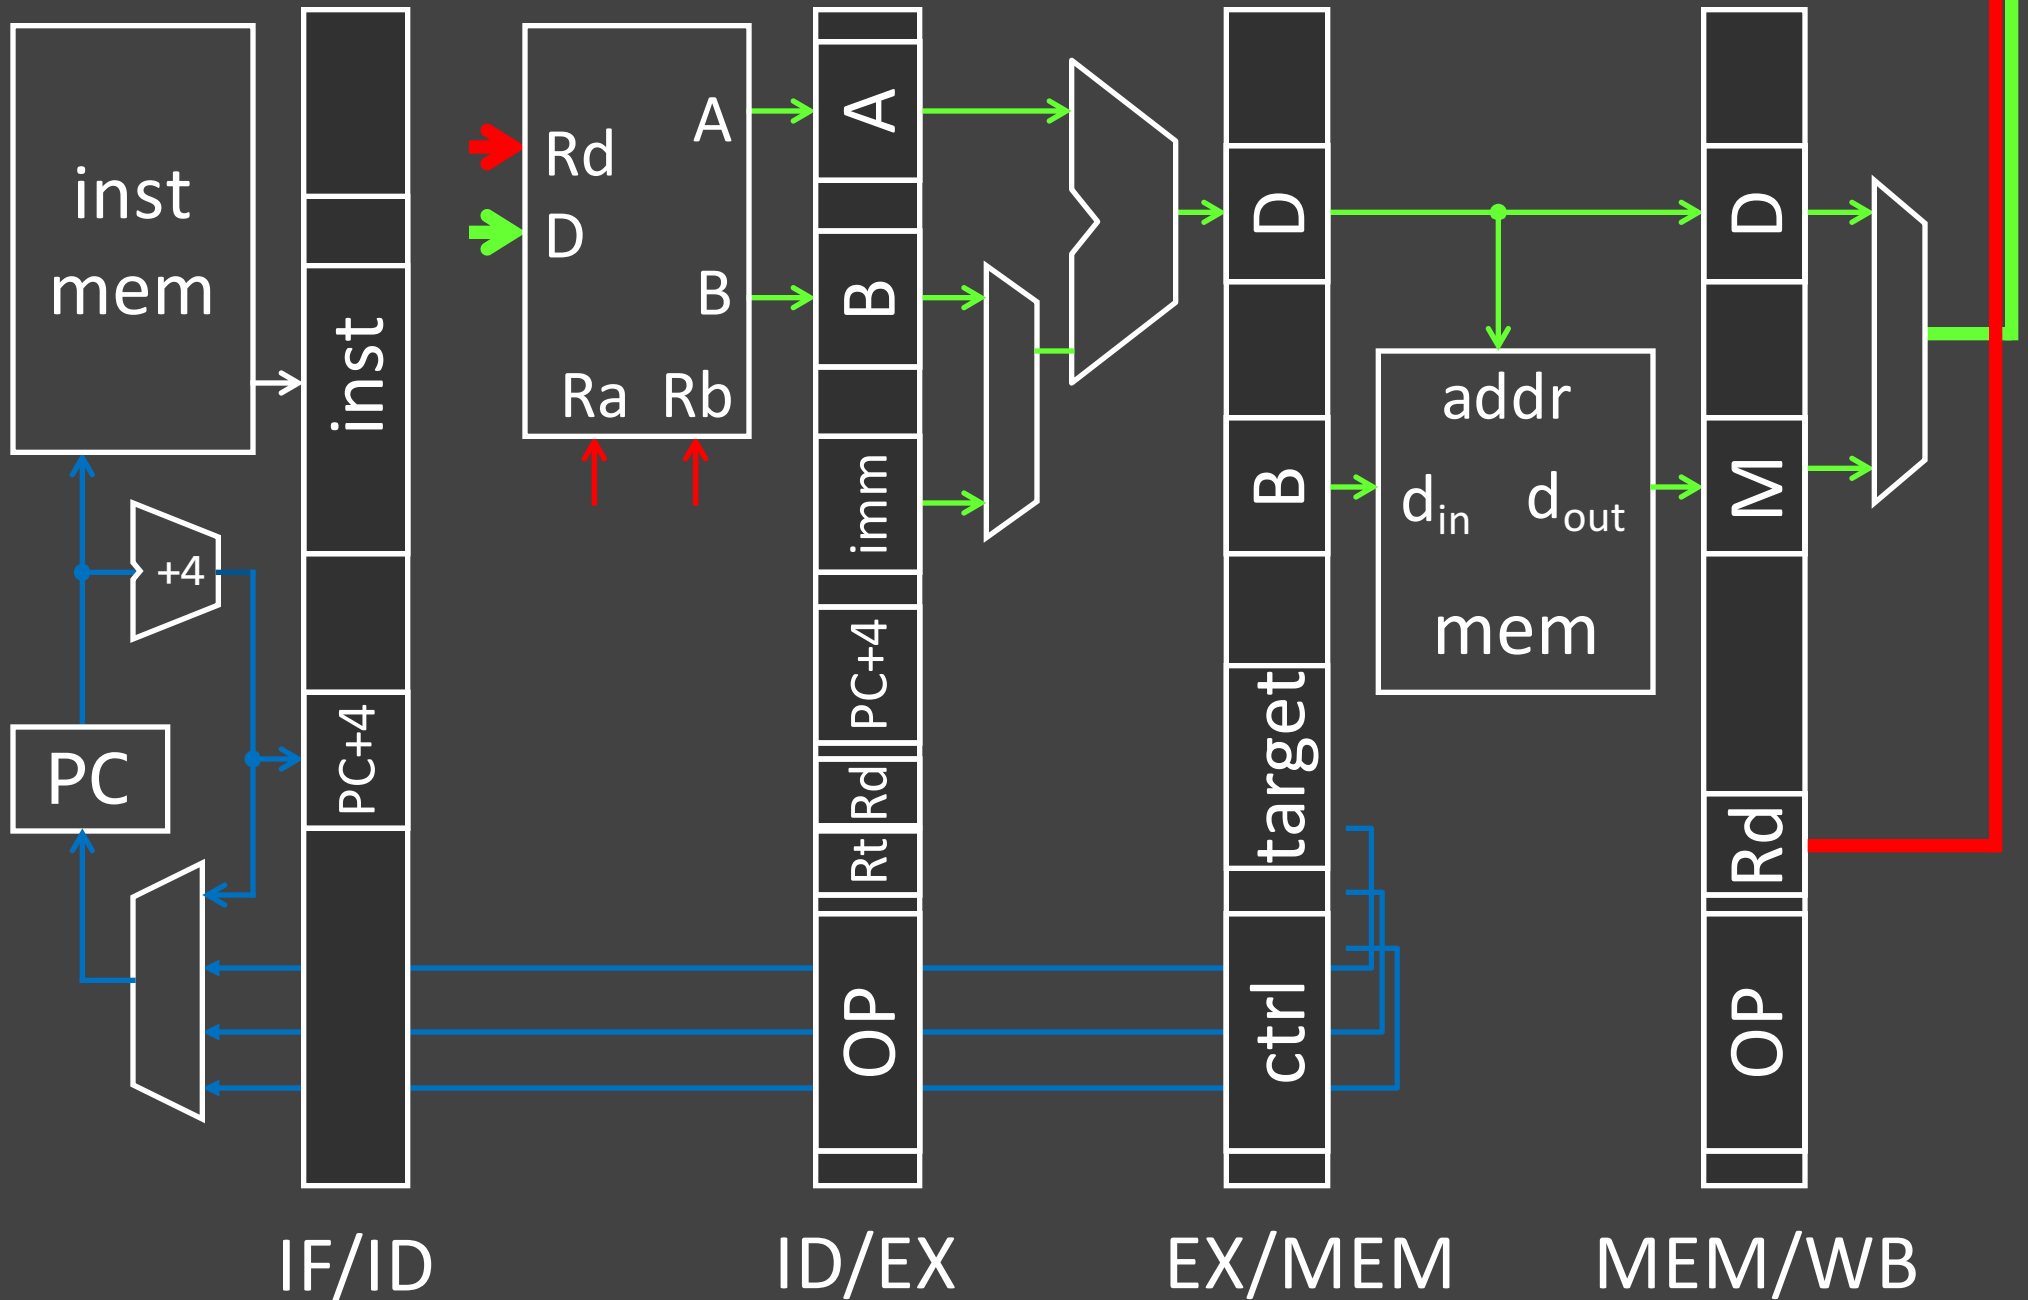 inst
mem
+4
PC
inst
PC+4
Rd
D
A
B
Ra
Rb
A
B
imm
PC+4
Rd
Rt
OP
D
B
target
ctrl
addr
din
dout
mem
D
M
Rd
OP
IF/ID
ID/EX
EX/MEM
MEM/WB